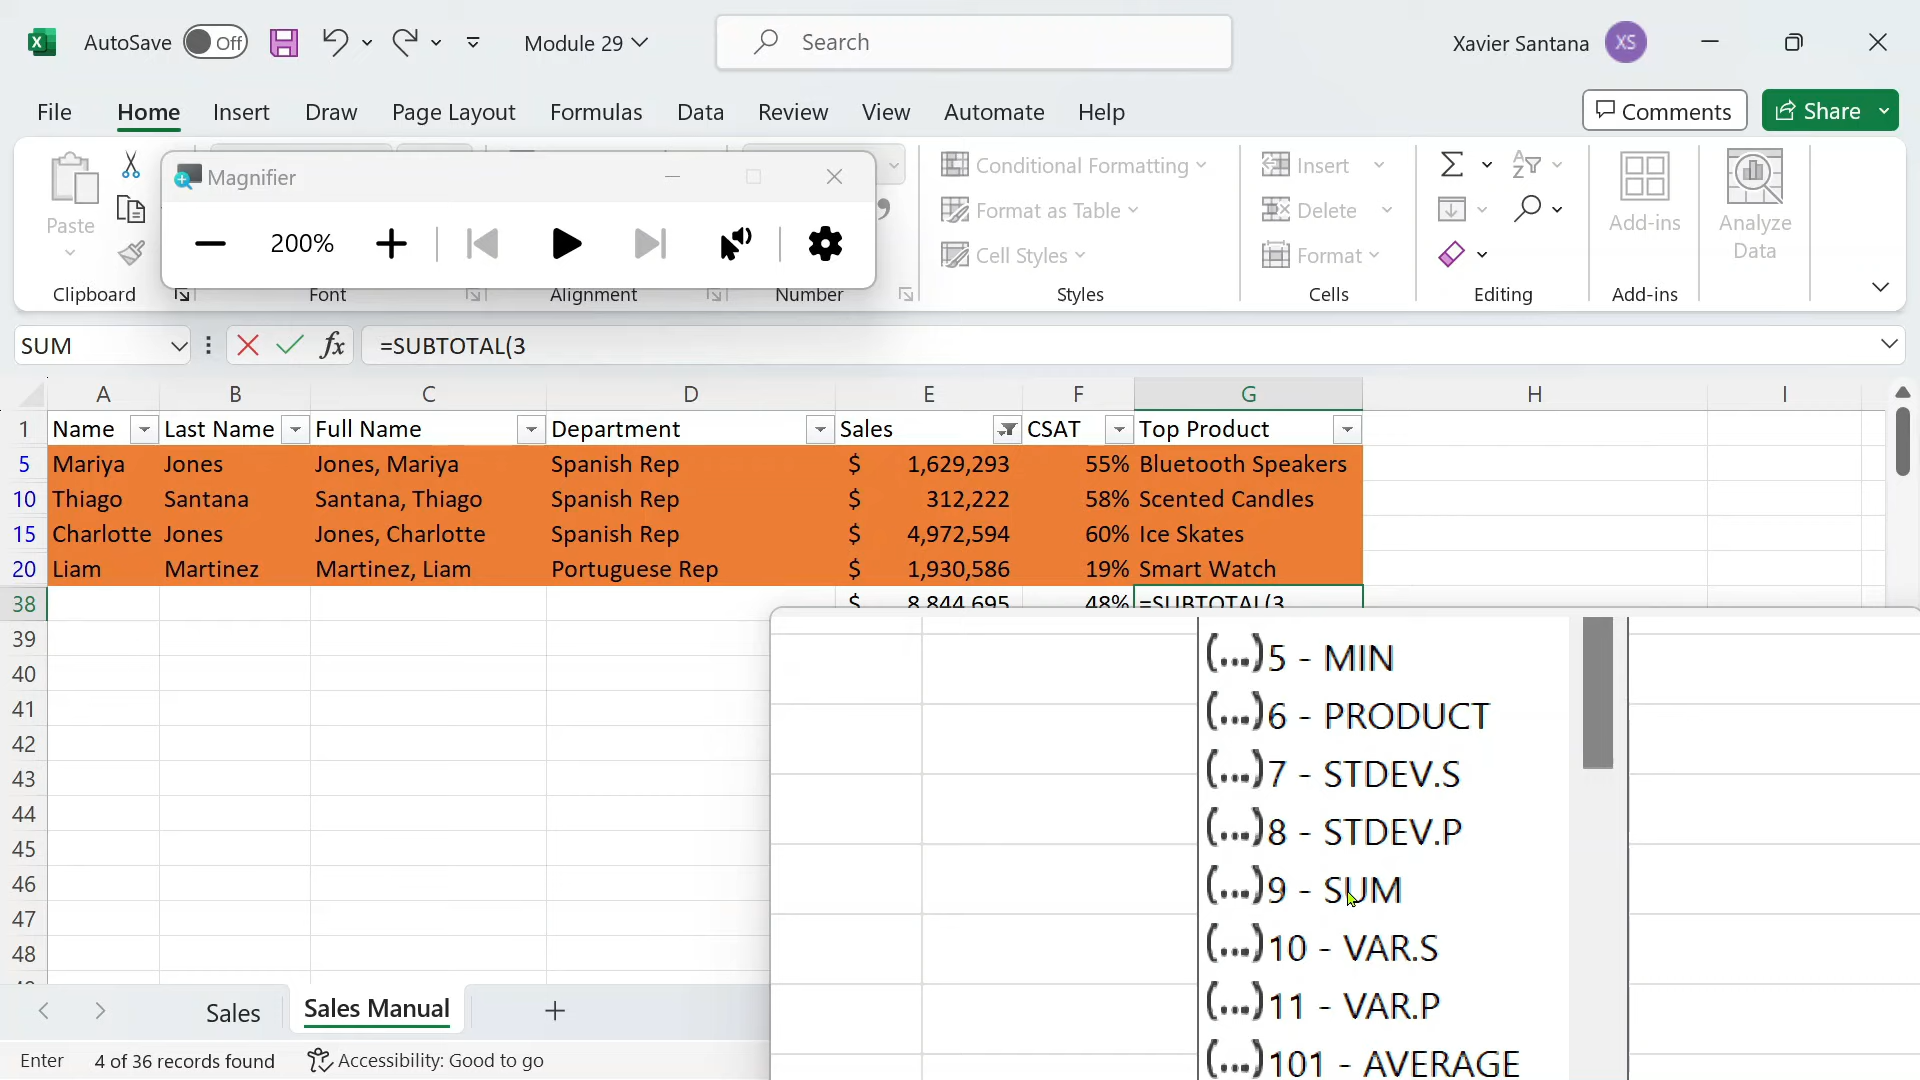 AutoSave Off Module 29 Search Xavier Santana XS
File Home Insert Draw Page Layout Formulas Data Review View Automate Help Comments Share
Paste
Clipboard
Magnifier
200%
Font Alignment Number
Conditional Formatting
Format as Table
Cell Styles
Styles
Insert
Delete
Format
Cells
Editing
Add-ins
Add-ins
Analyze
Data
SUM fx =SUBTOTAL(3
A B C D E F G H I
1 Name Last Name Full Name Department Sales CSAT Top Product
5 Mariya Jones Jones, Mariya Spanish Rep $ 1,629,293 55% Bluetooth Speakers
10 Thiago Santana Santana, Thiago Spanish Rep $ 312,222 58% Scented Candles
15 Charlotte Jones Jones, Charlotte Spanish Rep $ 4,972,594 60% Ice Skates
20 Liam Martinez Martinez, Liam Portuguese Rep $ 1,930,586 19% Smart Watch
38 $ 8,844,695 48% =SUBTOTAL(3
39
40
41
42
43
44
45
46
47
48
(...)5 - MIN
(...)6 - PRODUCT
(...)7 - STDEV.S
(...)8 - STDEV.P
(...)9 - SUM
(...)10 - VAR.S
(...)11 - VAR.P
(...)101 - AVERAGE
Sales Sales Manual
Enter 4 of 36 records found Accessibility: Good to go